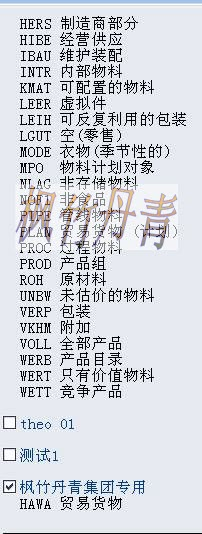 HERS 制造商部分
HIBE 经营供应
IBAU 维护装配
INTR 内部物料
KMAT 可配置的物料
LEER 虚拟件
LEIH 可反复利用的包装
LGUT 空(零售)
MODE 衣物(季节性的)
MPO 物料计划对象
NLAG 非存储物料
NOF1 非食品
PIPE 管线物料
PLAN 贸易货物 (计划)
PROC 过程物料
PROD 产品组
ROH 原材料
UNBW 未估价的物料
VERP 包装
VKHM 附加
VOLL 全部产品
WERB 产品目录
WERT 只有价值物料
WETT 竞争产品
theo 01
测试1
枫竹丹青集团专用
HAWA 贸易货物
枫竹丹青